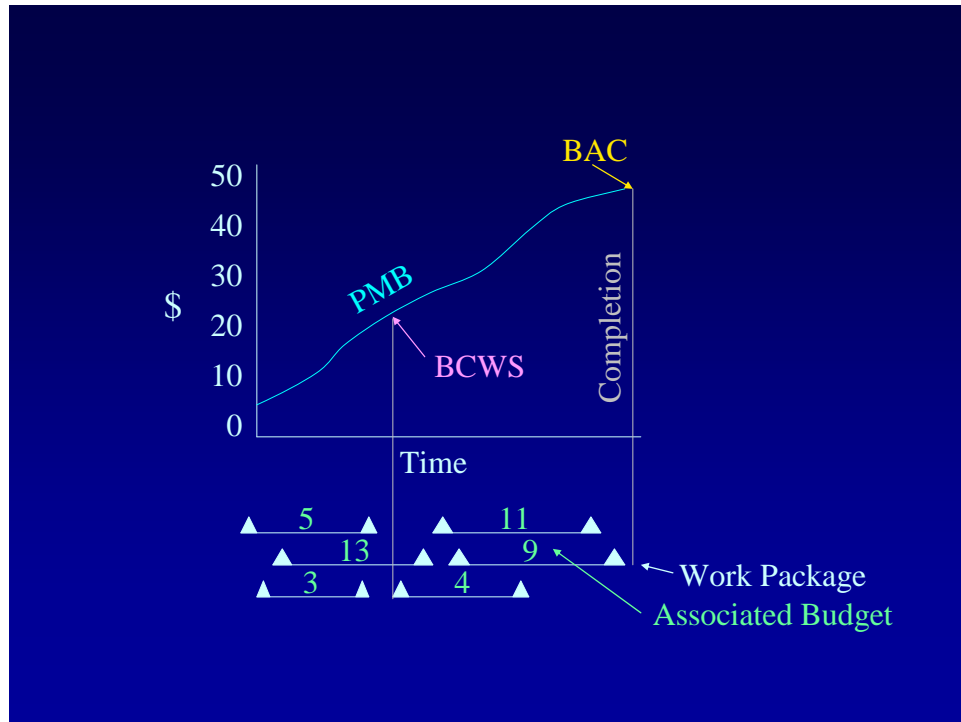 BAC
50
40
30
20
10
0
$
PMB
BCWS
Completion
Time
5
11
13
9
3
4
Work Package
Associated Budget